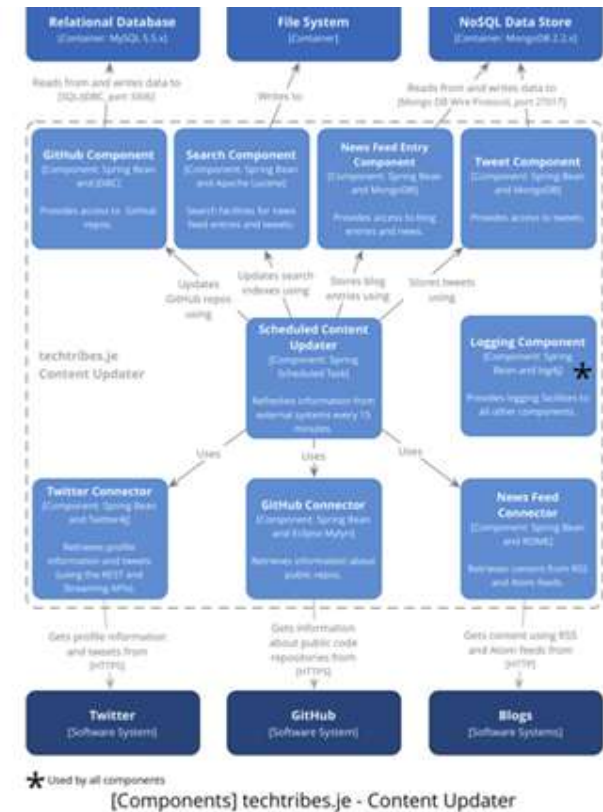 Relational Database
[Container: MySQL 5.5.x]
File System
[Container]
NoSQL Data Store
[Container: MongoDB 2.2.x]
Reads from and writes data to
[SQL/JDBC, port 3306]
Writes to
Reads from and writes data to
[Mongo DB Wire Protocol, port 27017]
GitHub Component
[Component: Spring Bean
and JDBC]
Provides access to GitHub
repos.
Search Component
[Component: Spring Bean
and Apache Lucene]
Search facilities for news
feed entries and tweets.
News Feed Entry
Component
[Component: Spring Bean
and MongoDB]
Provides access to blog
entries and news.
Tweet Component
[Component: Spring Bean
and MongoDB]
Provides access to tweets.
Updates
GitHub repos
using
Updates search
indexes using
Stores blog
entries using
Stores tweets
using
techtribes.je
Content Updater
Scheduled Content
Updater
[Component: Spring
Scheduled Task]
Refreshes information from
external systems every 15
minutes.
Logging Component
[Component: Spring
Bean and log4j]
Provides logging facilities to
all other components.
*
Uses
Uses
Uses
Twitter Connector
[Component: Spring Bean
and Twitter4j]
Retrieves profile
information and tweets
(using the REST and
Streaming APIs).
GitHub Connector
[Component: Spring Bean
and Eclipse Mylyn]
Retrieves information about
public repos.
News Feed
Connector
[Component: Spring Bean
and ROME]
Retrieves content from RSS
and Atom feeds.
Gets profile information
and tweets from
[HTTPS]
Gets information
about public code
repositories from
[HTTPS]
Gets content using RSS
and Atom feeds from
[HTTP]
Twitter
[Software System]
GitHub
[Software System]
Blogs
[Software Systems]
* Used by all components
[Components] techtribes.je - Content Updater